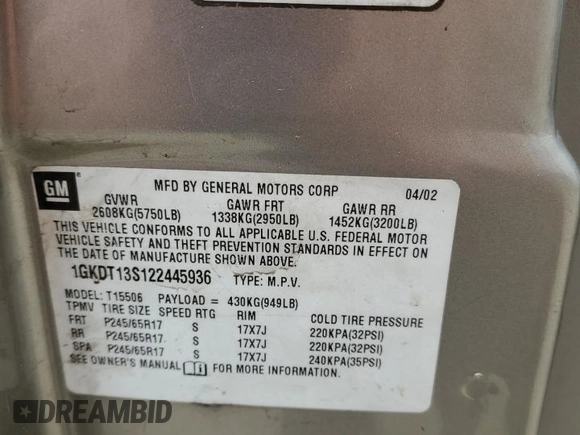 GM
MFD BY GENERAL MOTORS CORP 04/02
GVWR GAWR FRT GAWR RR
2608KG(5750LB) 1338KG(2950LB) 1452KG(3200LB)
THIS VEHICLE CONFORMS TO ALL APPLICABLE U.S. FEDERAL MOTOR
VEHICLE SAFETY AND THEFT PREVENTION STANDARDS IN EFFECT ON
THE DATE OF MANUFACTURE SHOWN ABOVE.
1GKDT13S122445936 TYPE: M.P.V.
MODEL: T15506 PAYLOAD = 430KG(949LB)
TPMV TIRE SIZE SPEED RTG RIM COLD TIRE PRESSURE
FRT P245/65R17 S 17X7J 220KPA(32PSI)
RR P245/65R17 S 17X7J 220KPA(32PSI)
SPA P245/65R17 S 17X7J 240KPA(35PSI)
SEE OWNER'S MANUAL FOR MORE INFORMATION.
DREAMBID